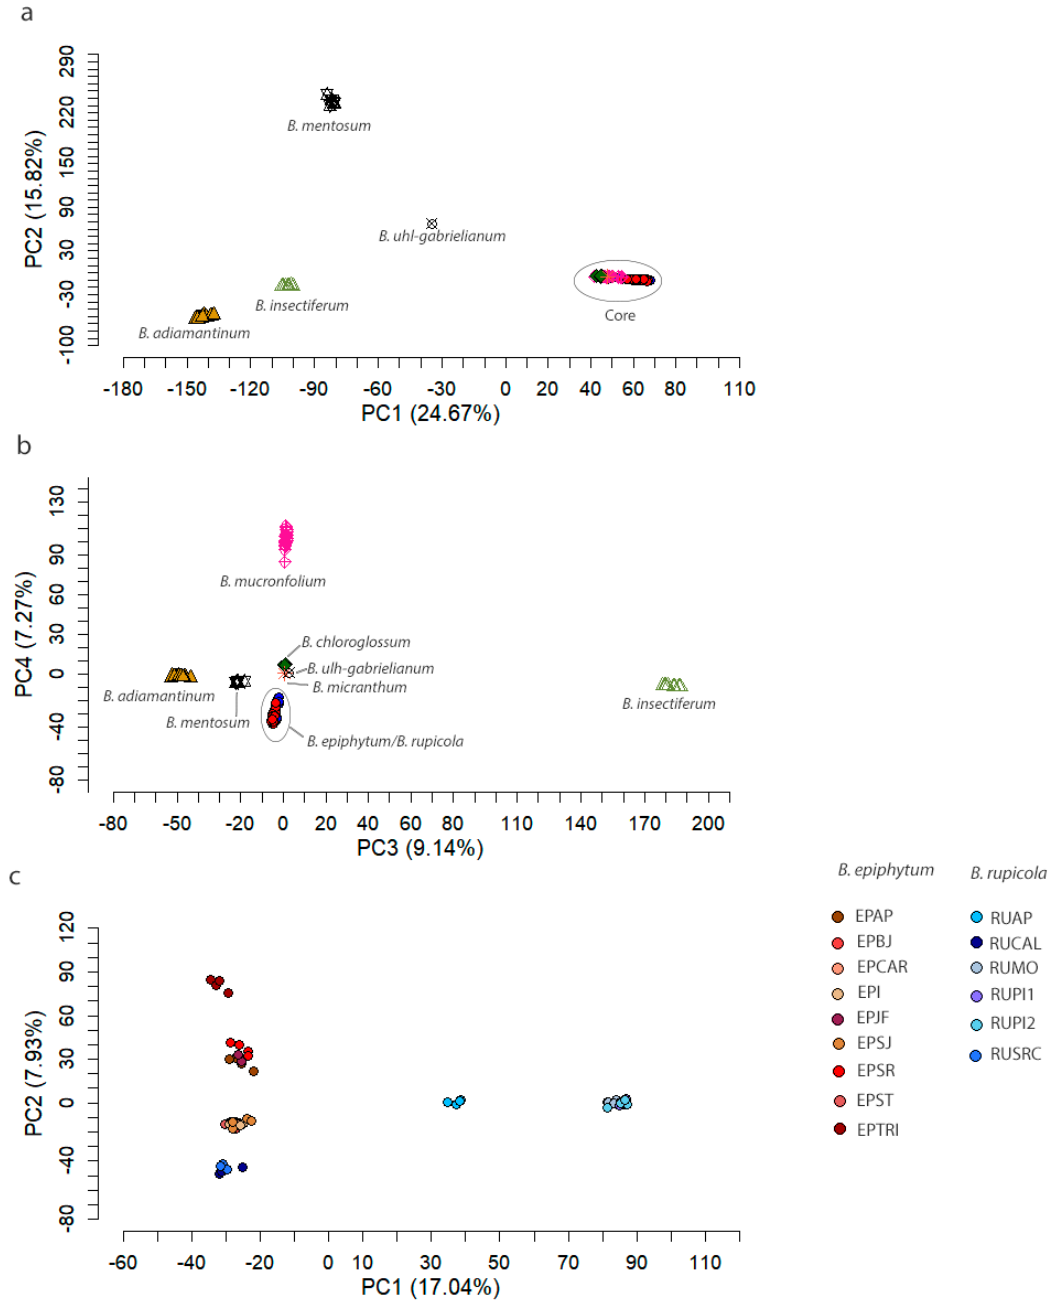 a
290
220
150
90
30
-30
-100
PC2 (15.82%)
B. mentosum
B. uhl-gabrielianum
B. insectiferum
B. adiamantinum
Core
-180 -150 -120 -90 -60 -30 0 20 40 60 80 110
PC1 (24.67%)
b
130
90
60
30
0
-40
-80
PC4 (7.27%)
B. mucronfolium
B. chloroglossum
B. ulh-gabrielianum
B. micranthum
B. adiamantinum
B. mentosum
B. insectiferum
B. epiphytum/B. rupicola
-80 -50 -20 0 20 40 60 80 110 140 170 200
PC3 (9.14%)
c
120
90
60
30
0
-40
-80
PC2 (7.93%)
-60 -40 -20 0 10 30 50 70 90 110
PC1 (17.04%)
B. epiphytum
EPAP
EPBJ
EPCAR
EPI
EPJF
EPSJ
EPSR
EPST
EPTRI
B. rupicola
RUAP
RUCAL
RUMO
RUPI1
RUPI2
RUSRC